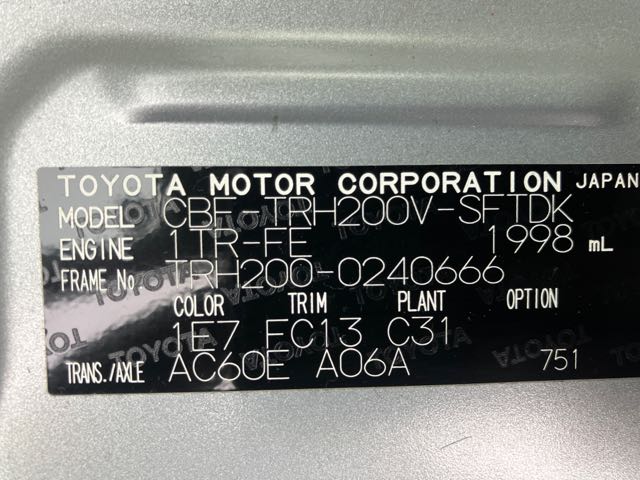 TOYOTA MOTOR CORPORATION JAPAN
MODEL CBF-TRH200V-SFTDK
ENGINE 1TR-FE 1998 mL
FRAME No. TRH200-0240666
COLOR TRIM PLANT OPTION
1E7 FC13 C31
TRANS./AXLE AC60E A06A 751